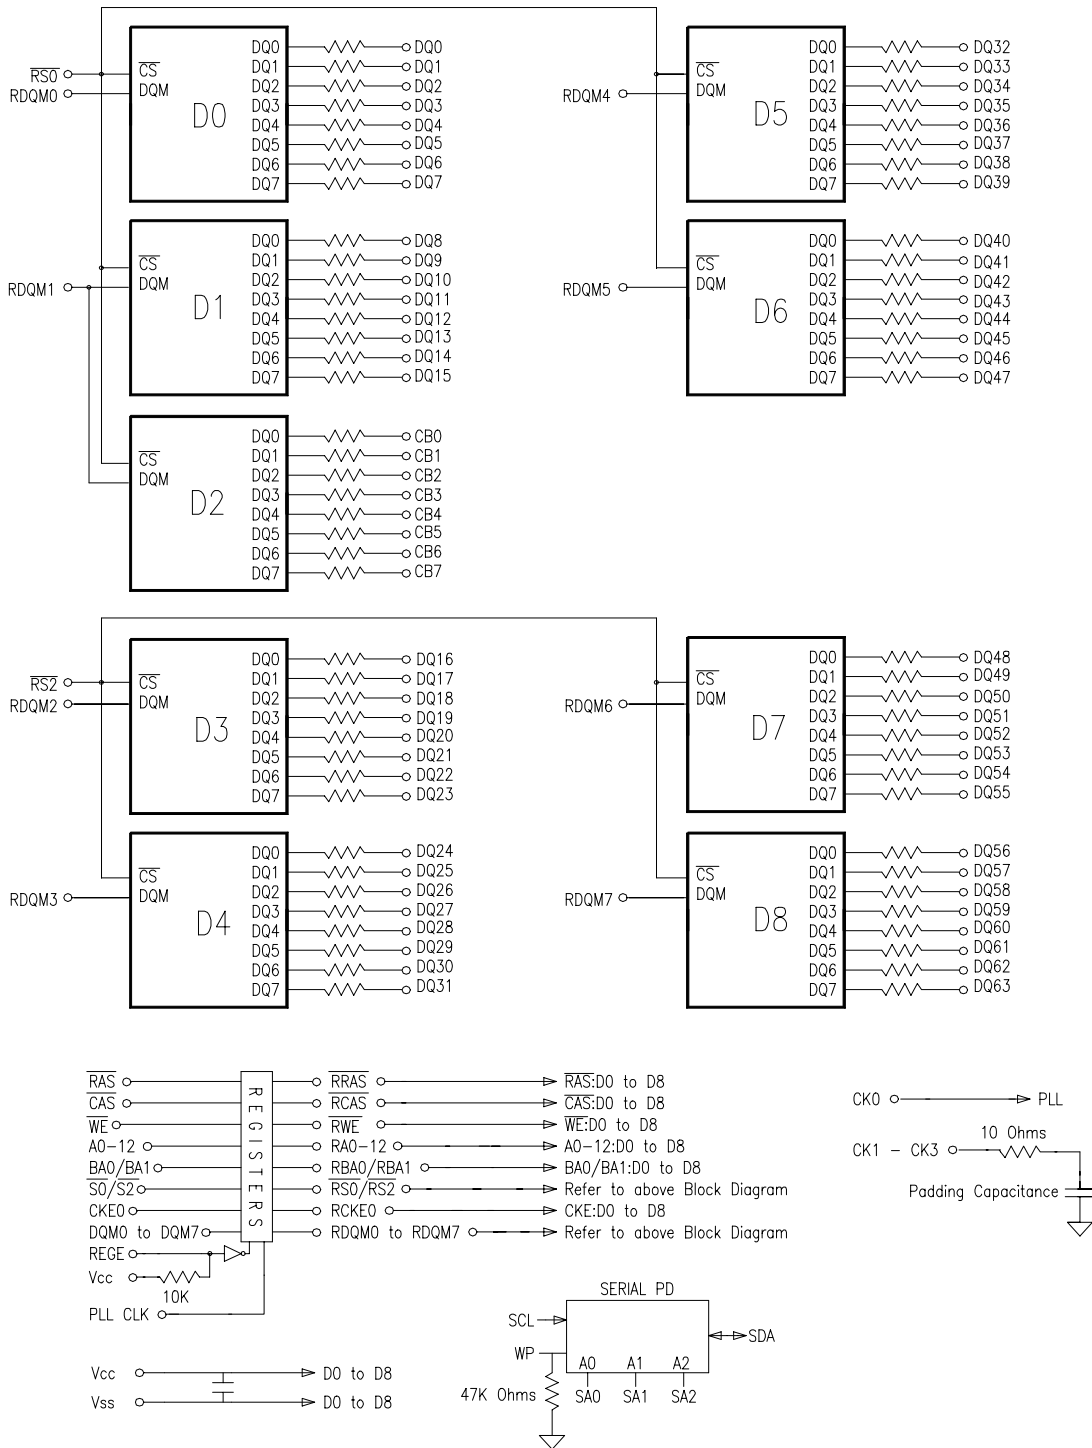 DQ0 DQ0
DQ1 DQ1
DQ2 DQ2
DQ3 DQ3
DQ4 DQ4
DQ5 DQ5
DQ6 DQ6
DQ7 DQ7
RS0 CS
RDQM0 DQM
D0
DQ0 DQ32
DQ1 DQ33
DQ2 DQ34
DQ3 DQ35
DQ4 DQ36
DQ5 DQ37
DQ6 DQ38
DQ7 DQ39
CS
RDQM4 DQM
D5
DQ0 DQ8
DQ1 DQ9
DQ2 DQ10
DQ3 DQ11
DQ4 DQ12
DQ5 DQ13
DQ6 DQ14
DQ7 DQ15
CS
RDQM1 DQM
D1
DQ0 DQ40
DQ1 DQ41
DQ2 DQ42
DQ3 DQ43
DQ4 DQ44
DQ5 DQ45
DQ6 DQ46
DQ7 DQ47
CS
RDQM5 DQM
D6
DQ0 CB0
DQ1 CB1
DQ2 CB2
DQ3 CB3
DQ4 CB4
DQ5 CB5
DQ6 CB6
DQ7 CB7
CS
DQM
D2
DQ0 DQ16
DQ1 DQ17
DQ2 DQ18
DQ3 DQ19
DQ4 DQ20
DQ5 DQ21
DQ6 DQ22
DQ7 DQ23
RS2 CS
RDQM2 DQM
D3
DQ0 DQ48
DQ1 DQ49
DQ2 DQ50
DQ3 DQ51
DQ4 DQ52
DQ5 DQ53
DQ6 DQ54
DQ7 DQ55
CS
RDQM6 DQM
D7
DQ0 DQ24
DQ1 DQ25
DQ2 DQ26
DQ3 DQ27
DQ4 DQ28
DQ5 DQ29
DQ6 DQ30
DQ7 DQ31
CS
RDQM3 DQM
D4
DQ0 DQ56
DQ1 DQ57
DQ2 DQ58
DQ3 DQ59
DQ4 DQ60
DQ5 DQ61
DQ6 DQ62
DQ7 DQ63
CS
RDQM7 DQM
D8
REGISTERS
RAS RRAS RAS:D0 to D8
CAS RCAS CAS:D0 to D8
WE RWE WE:D0 to D8
A0-12 RA0-12 A0-12:D0 to D8
BA0/BA1 RBA0/RBA1 BA0/BA1:D0 to D8
S0/S2 RS0/RS2 Refer to above Block Diagram
CKE0 RCKE0 CKE:D0 to D8
DQM0 to DQM7 RDQM0 to RDQM7 Refer to above Block Diagram
REGE
Vcc
10K
PLL CLK
CK0 PLL
10 Ohms
CK1 - CK3
Padding Capacitance
Vcc D0 to D8
Vss D0 to D8
SERIAL PD
SCL
SDA
WP
A0 A1 A2
47K Ohms
SA0 SA1 SA2